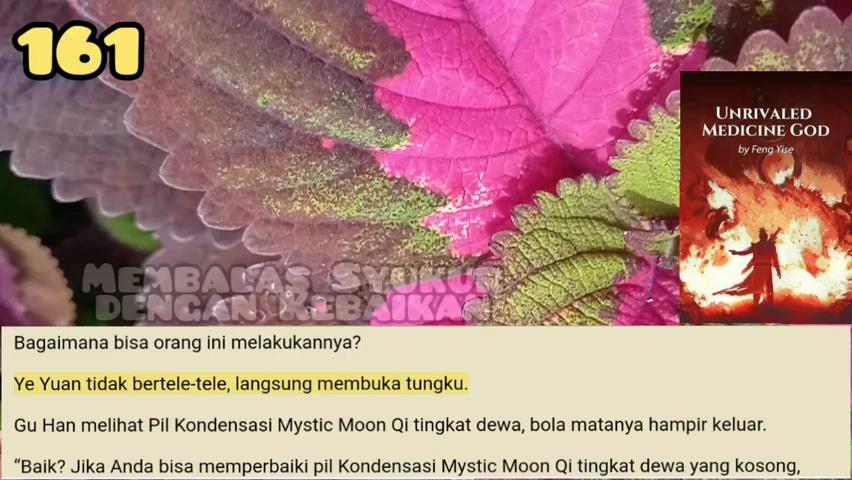 161
UNRIVALED
MEDICINE GOD
by Feng Yise
MEMBALAS SYUKUR
DENGAN KEBAIKAN
Bagaimana bisa orang ini melakukannya?
Ye Yuan tidak bertele-tele, langsung membuka tungku.
Gu Han melihat Pil Kondensasi Mystic Moon Qi tingkat dewa, bola matanya hampir keluar.
“Baik? Jika Anda bisa memperbaiki pil Kondensasi Mystic Moon Qi tingkat dewa yang kosong,